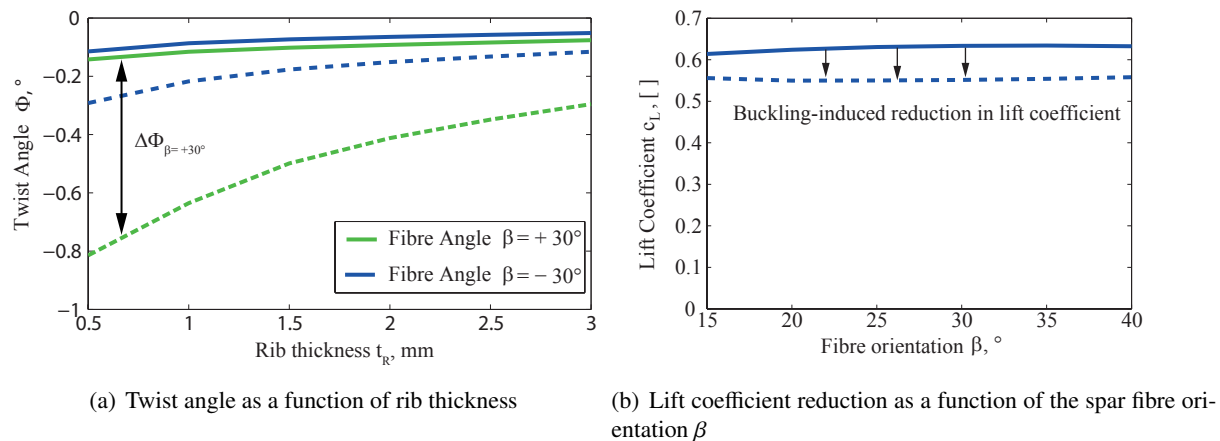 0
−0.2
−0.4
−0.6
−0.8
−1
Twist Angle Φ, °
ΔΦβ=+30°
Fibre Angle β = + 30°
Fibre Angle β = − 30°
0.5 1 1.5 2 2.5 3
Rib thickness tR, mm
0.7
0.6
0.5
0.4
0.3
0.2
0.1
0
Lift Coefficient cL, [ ]
Buckling-induced reduction in lift coefficient
15 20 25 30 35 40
Fibre orientation β, °
(a) Twist angle as a function of rib thickness
(b) Lift coefficient reduction as a function of the spar fibre ori-
entation β